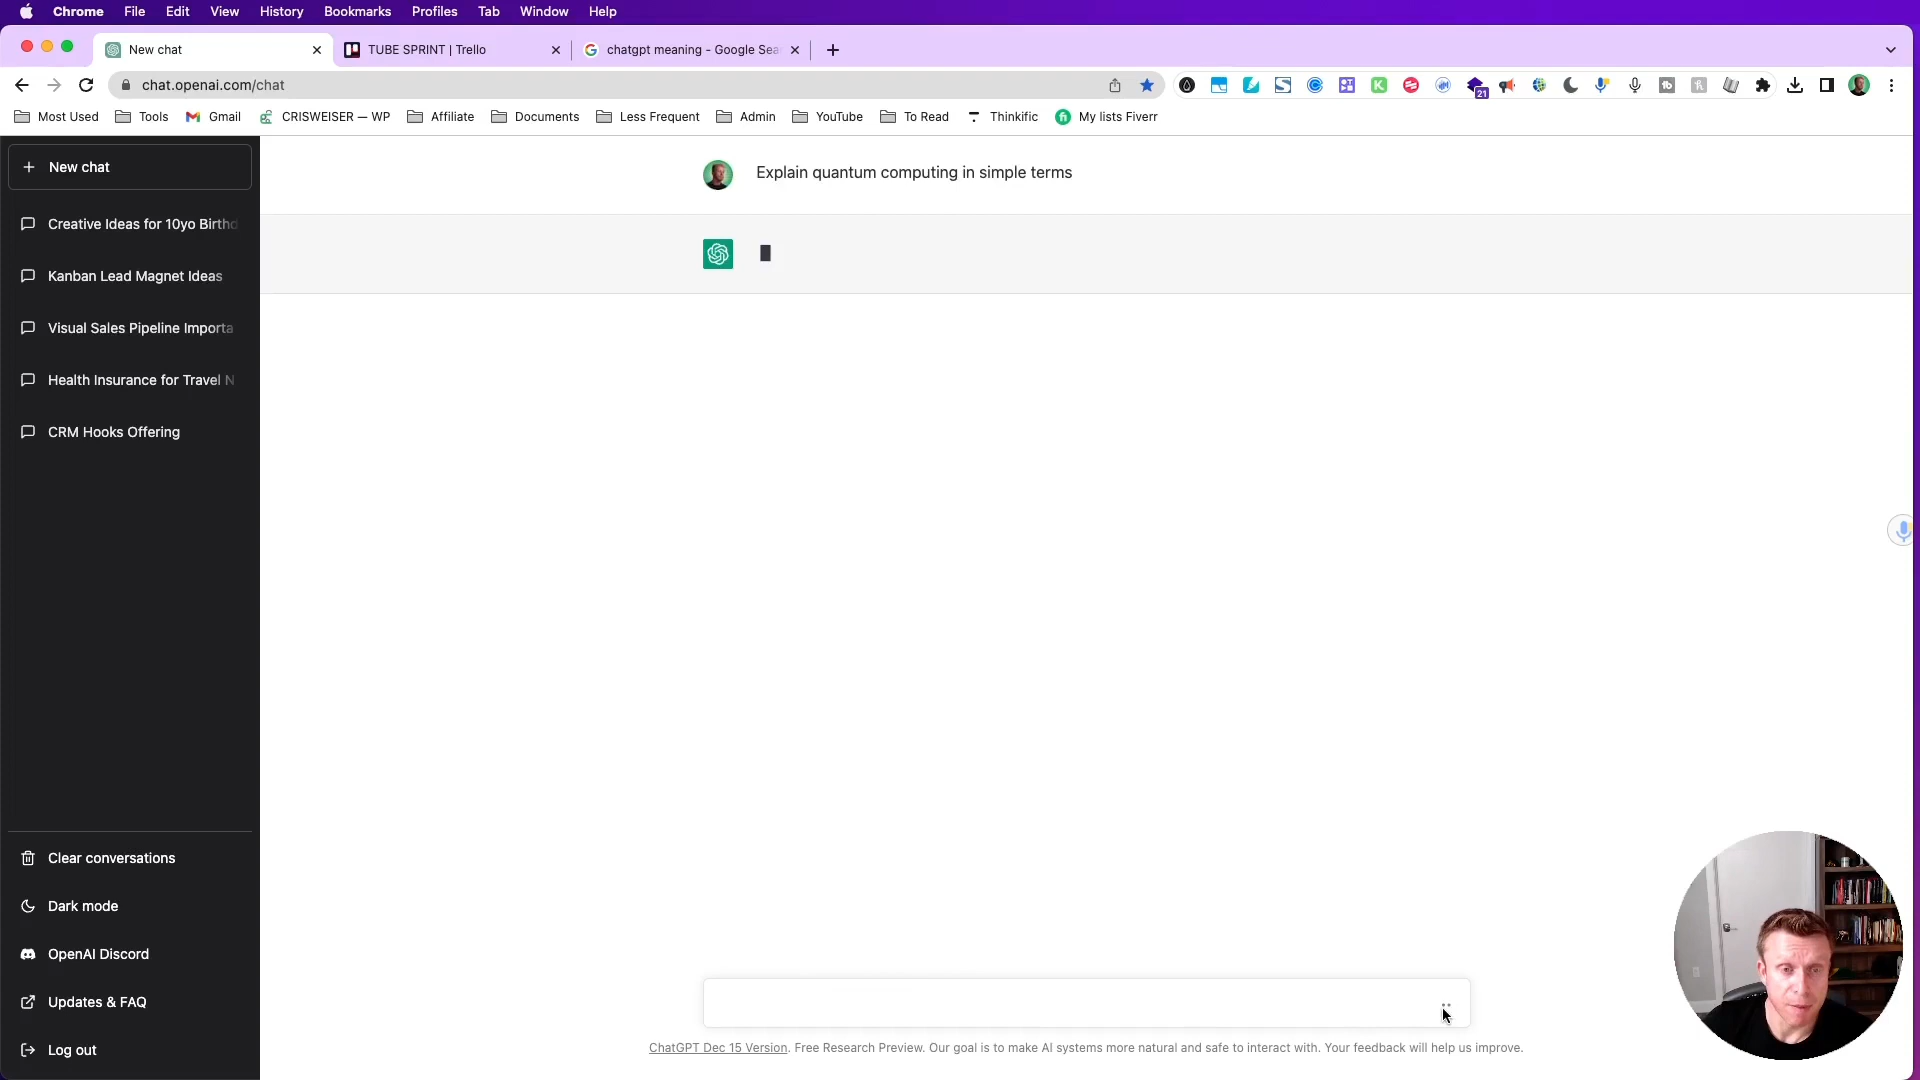 Chrome File Edit View History Bookmarks Profiles Tab Window Help
New chat TUBE SPRINT | Trello chatgpt meaning - Google Sea
chat.openai.com/chat
21
Most Used Tools Gmail CRISWEISER — WP Affiliate Documents Less Frequent Admin YouTube To Read Thinkific My lists Fiverr
New chat
Creative Ideas for 10yo Birthd
Kanban Lead Magnet Ideas
Visual Sales Pipeline Importa
Health Insurance for Travel N
CRM Hooks Offering
Clear conversations
Dark mode
OpenAI Discord
Updates & FAQ
Log out
Explain quantum computing in simple terms
ChatGPT Dec 15 Version. Free Research Preview. Our goal is to make AI systems more natural and safe to interact with. Your feedback will help us improve.